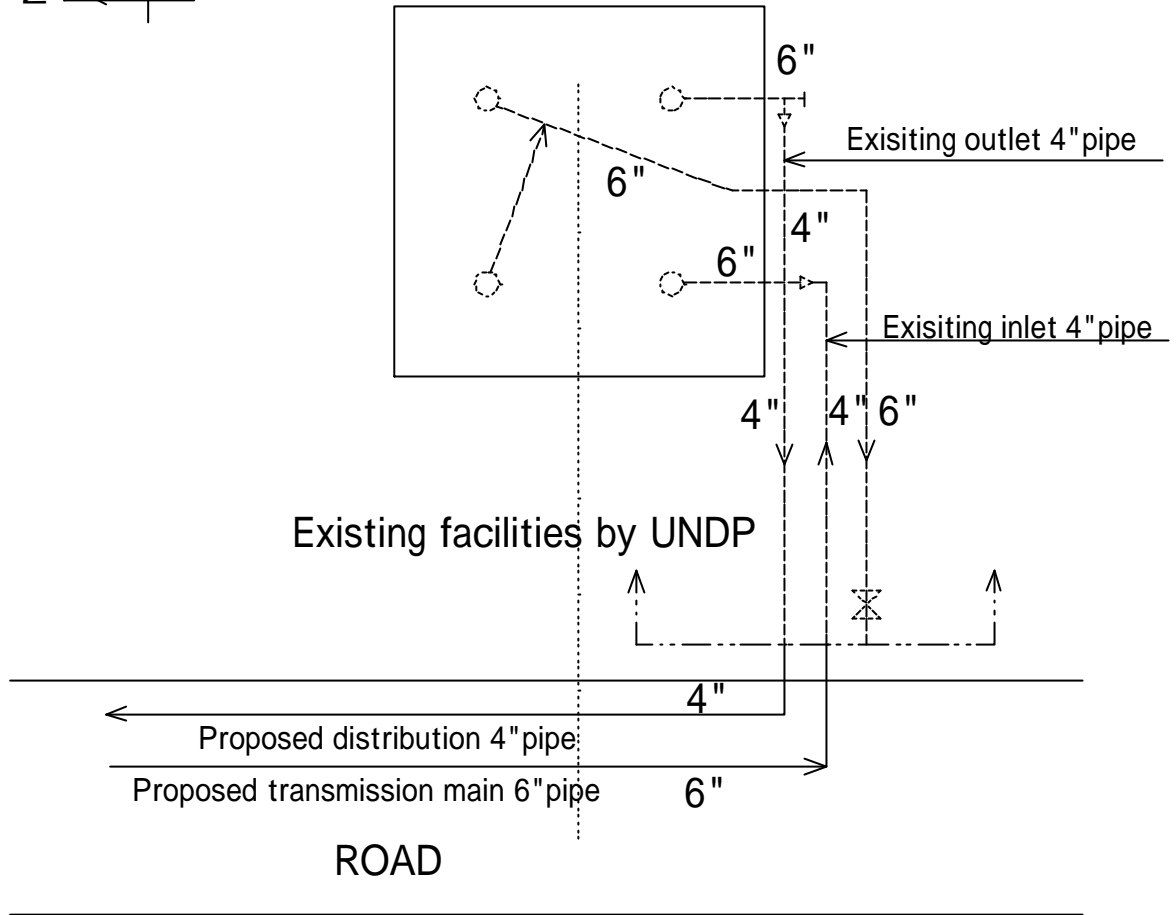 6"
Exisiting outlet 4"pipe
6"
4"
6"
Exisiting inlet 4"pipe
4"
4"
6"
Existing facilities by UNDP
4"
Proposed distribution 4"pipe
Proposed transmission main 6"pipe
6"
ROAD